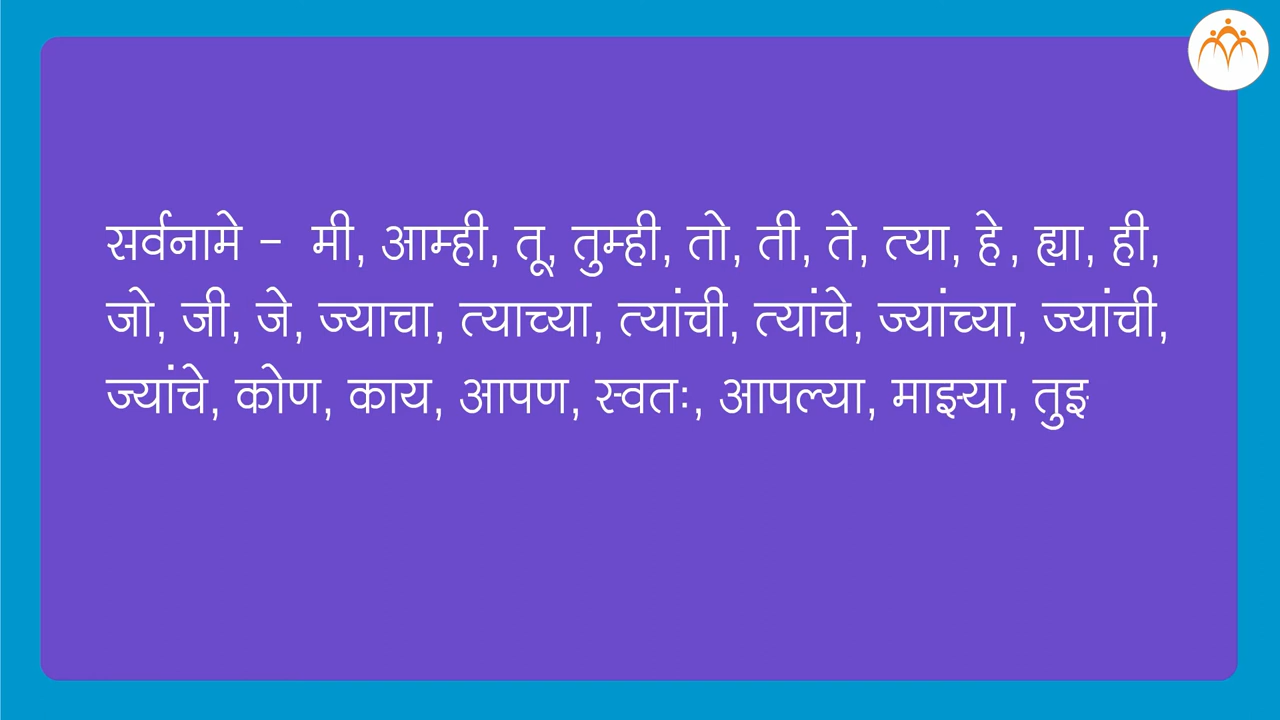 सर्वनामे - मी, आम्ही, तू, तुम्ही, तो, ती, ते, त्या, हे, ह्या, ही,
जो, जी, जे, ज्याचा, त्याच्या, त्यांची, त्यांचे, ज्यांच्या, ज्यांची,
ज्यांचे, कोण, काय, आपण, स्वतः, आपल्या, माझ्या,